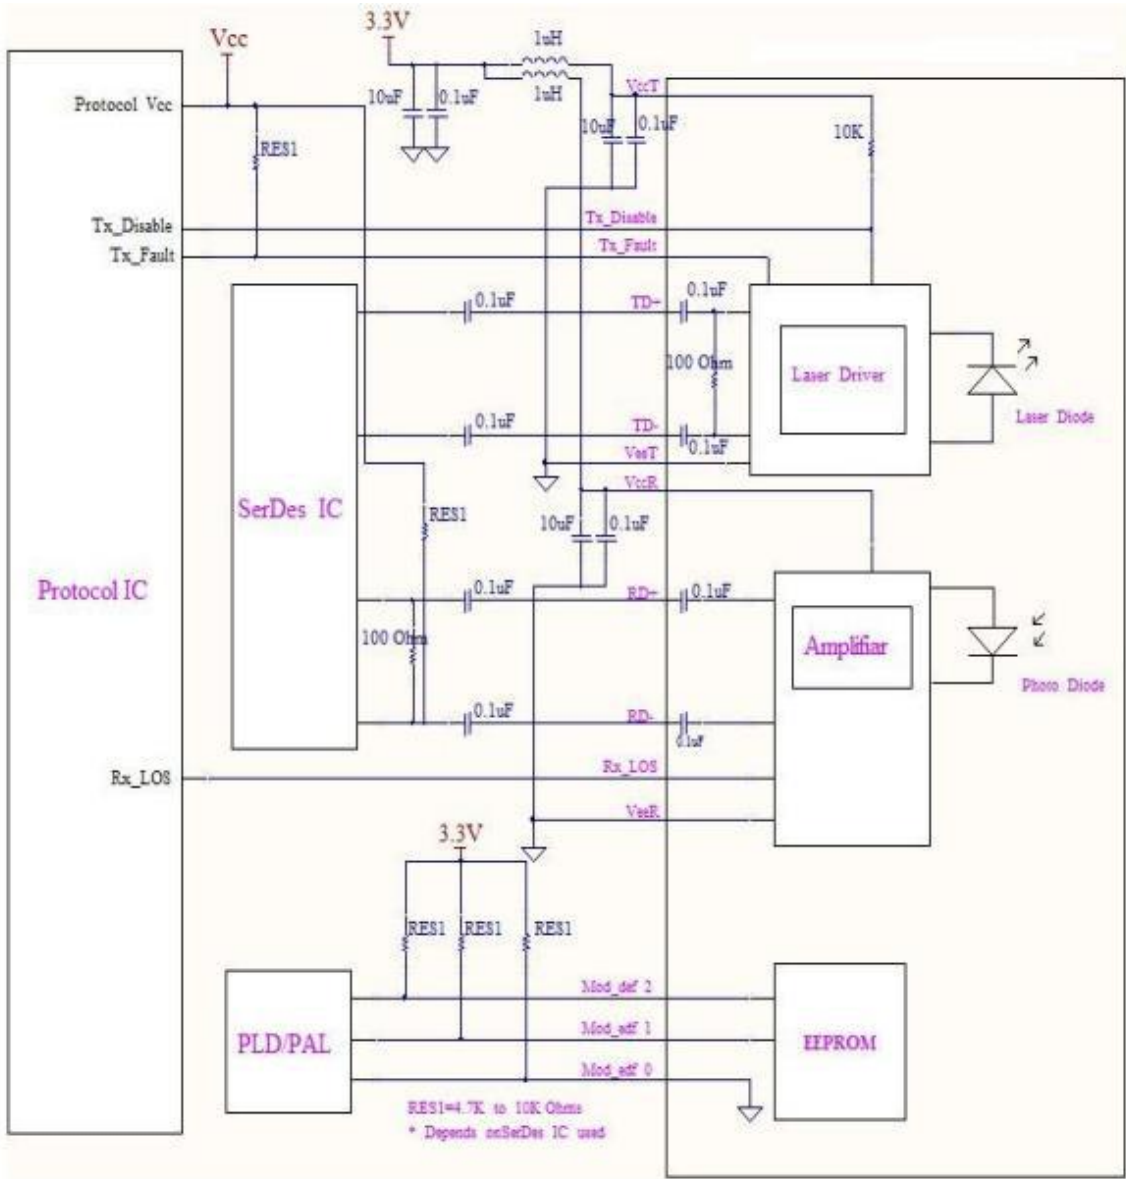 3.3V
1uH
Vcc
1uH
VccT
Protocol Vcc
10uF
0.1uF
10uF
0.1uF
10K
RES1
Tx_Disable
Tx_Disable
Tx_Fault
Tx_Fault
0.1uF
TD+
0.1uF
100 Ohm
Laser Driver
Laser Diode
0.1uF
TD-
0.1uF
VeeT
VccR
SerDes IC
RES1
10uF
0.1uF
Protocol IC
0.1uF
RD+
0.1uF
100 Ohm
Amplifiar
Photo Diode
0.1uF
RD-
0.1uF
Rx_LOS
Rx_LOS
VeeR
3.3V
RES1
RES1
RES1
Mod_def 2
PLD/PAL
Mod_edf 1
EEPROM
Mod_edf 0
RES1=4.7K to 10K Ohms
* Depends onSerDes IC used